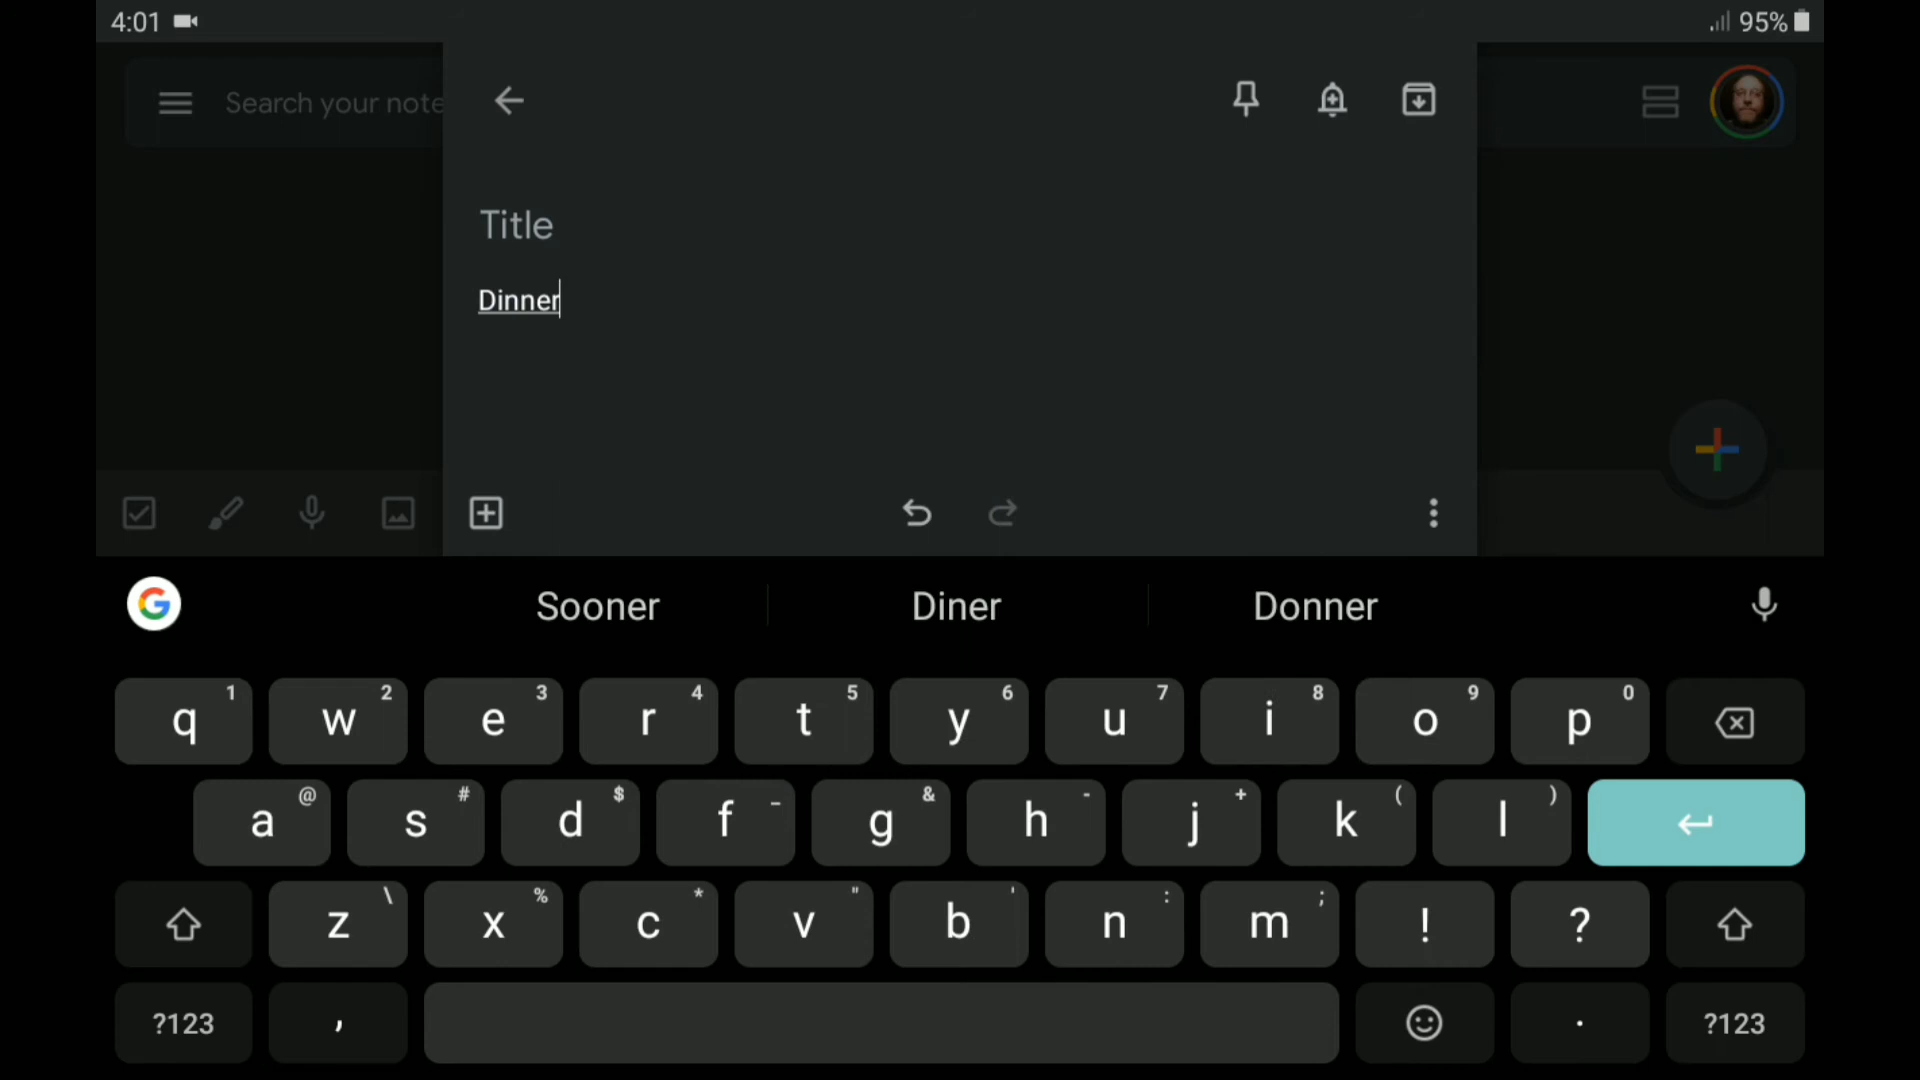 4:01 95%
Search your note
Title
Dinner
Sooner Diner Donner
q 1 w 2 e 3 r 4 t 5 y 6 u 7 i 8 o 9 p 0
a @ s # d $ f _ g & h - j + k ( l )
z \ x % c * v " b ' n : m ; ! ?
?123 , . ?123